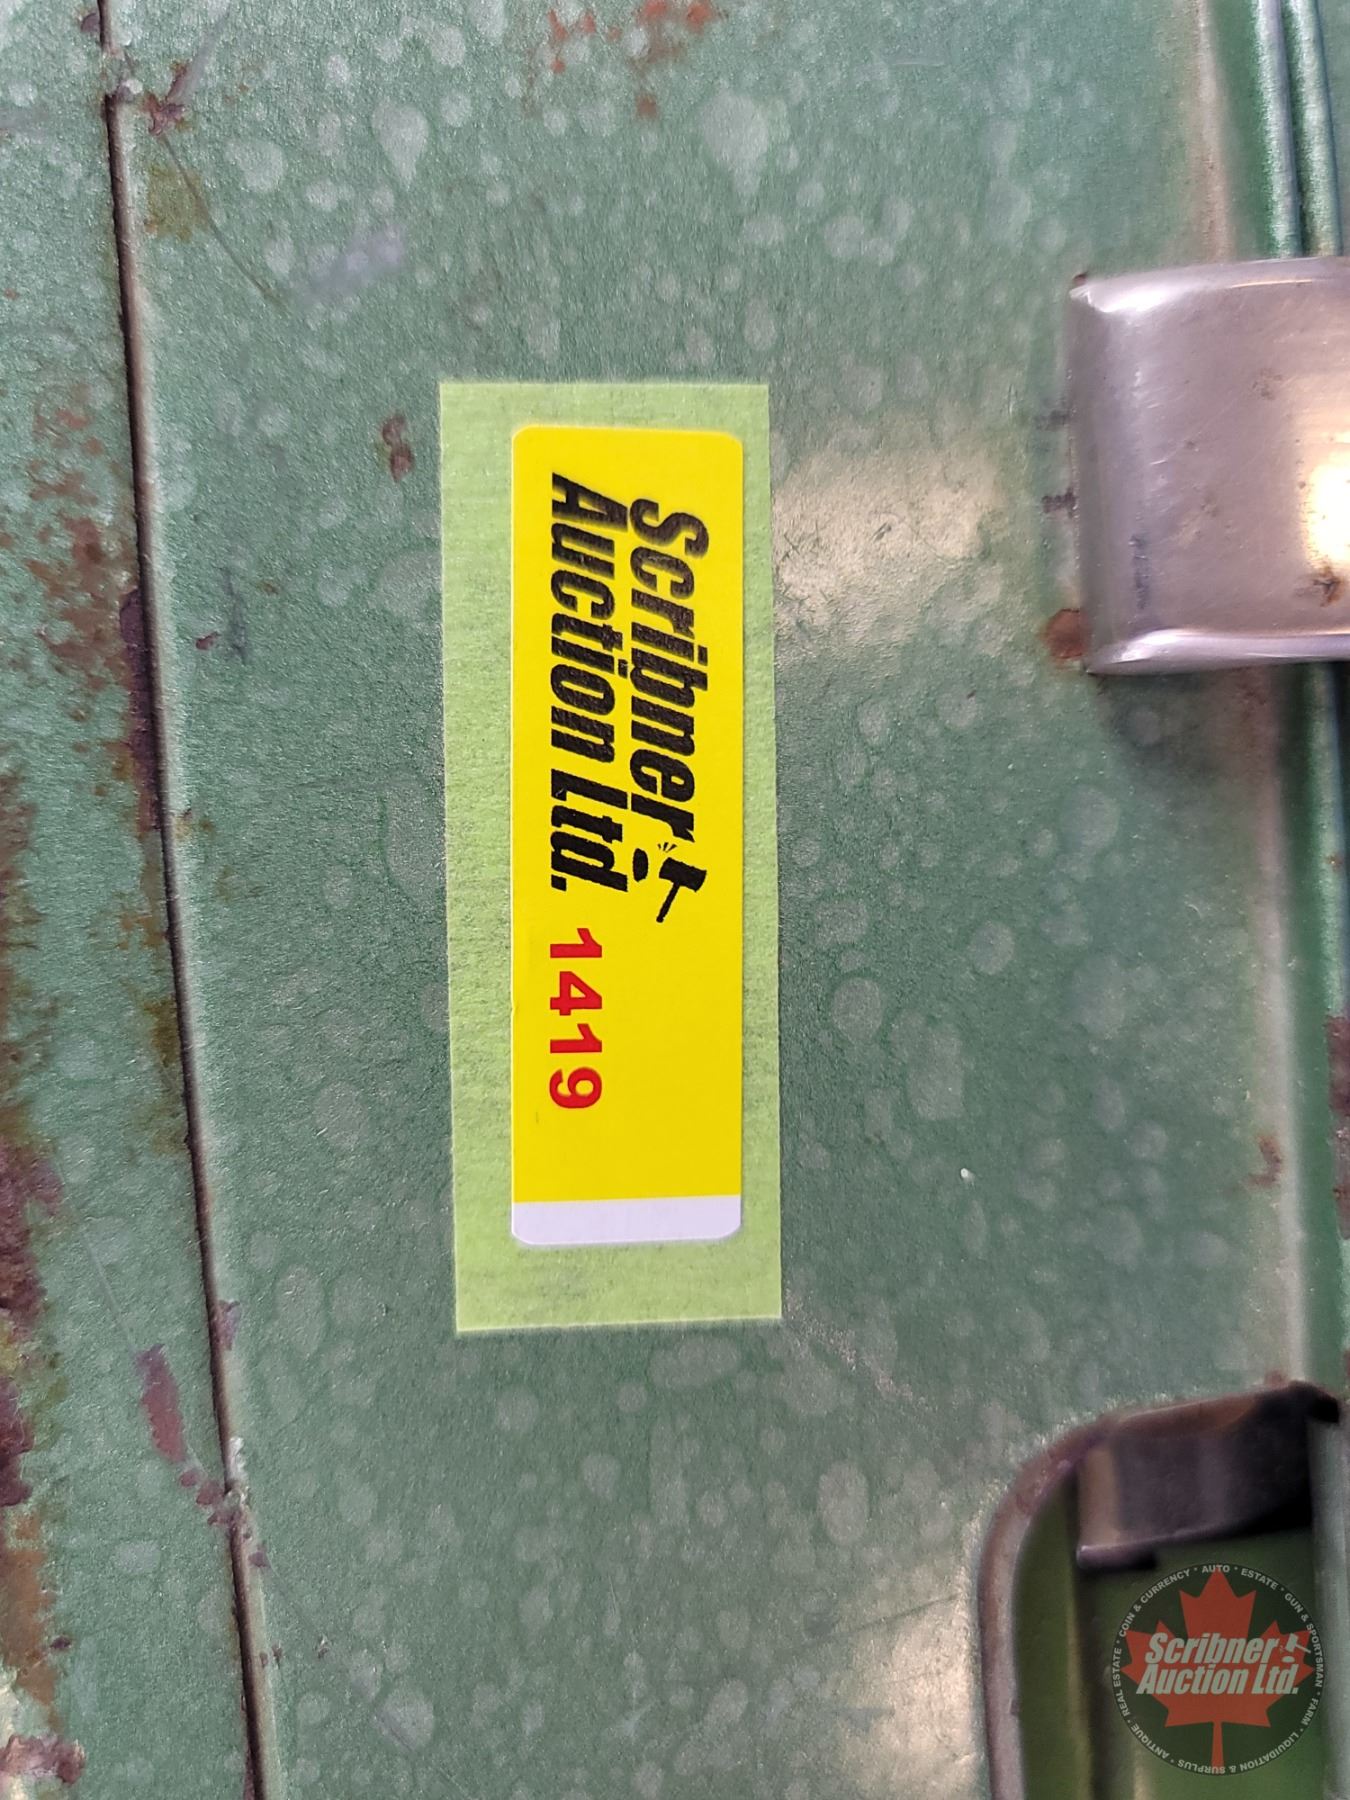 Scribner
Auction Ltd. 1419
COIN & CURRENCY • AUTO • ESTATE • GUN & SPORTSMAN • FARM • LIQUIDATION & SURPLUS • ANTIQUE • REAL ESTATE •
Scribner
Auction Ltd.